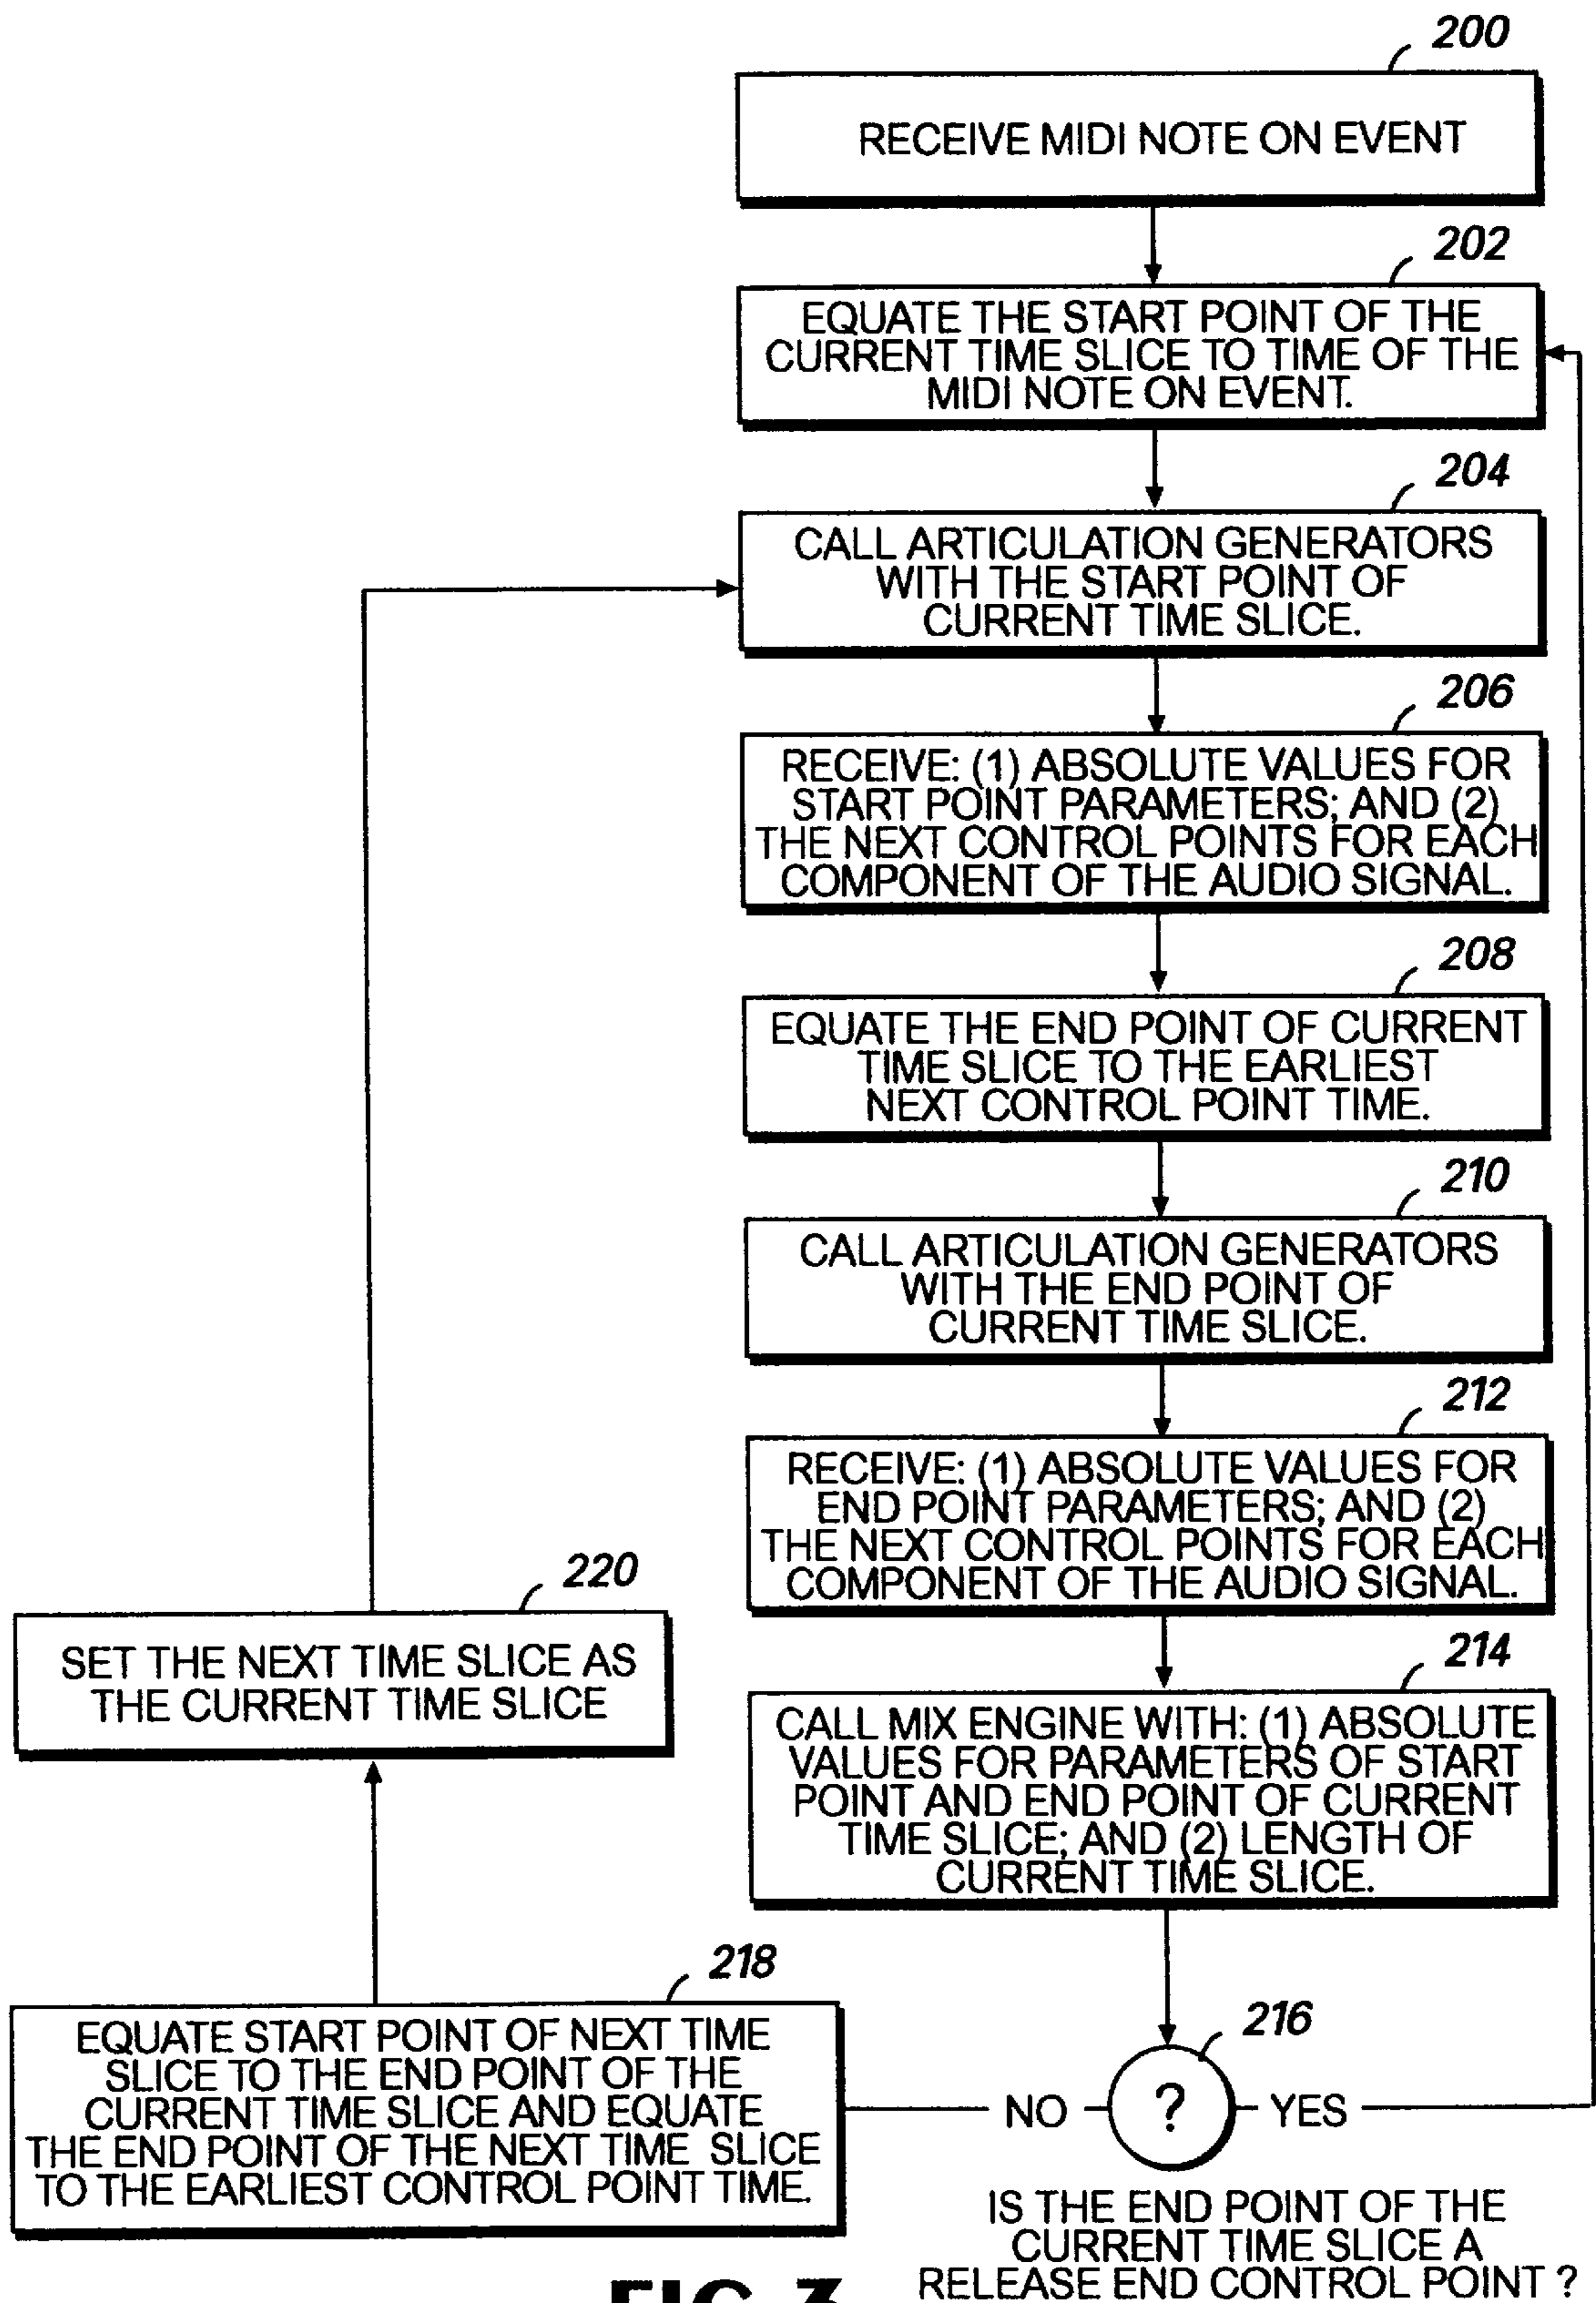 200
RECEIVE MIDI NOTE ON EVENT
202
EQUATE THE START POINT OF THE
CURRENT TIME SLICE TO TIME OF THE
MIDI NOTE ON EVENT.
204
CALL ARTICULATION GENERATORS
WITH THE START POINT OF
CURRENT TIME SLICE.
206
RECEIVE: (1) ABSOLUTE VALUES FOR
START POINT PARAMETERS; AND (2)
THE NEXT CONTROL POINTS FOR EACH
COMPONENT OF THE AUDIO SIGNAL.
208
EQUATE THE END POINT OF CURRENT
TIME SLICE TO THE EARLIEST
NEXT CONTROL POINT TIME.
210
CALL ARTICULATION GENERATORS
WITH THE END POINT OF
CURRENT TIME SLICE.
212
RECEIVE: (1) ABSOLUTE VALUES FOR
END POINT PARAMETERS; AND (2)
THE NEXT CONTROL POINTS FOR EACH
COMPONENT OF THE AUDIO SIGNAL.
214
CALL MIX ENGINE WITH: (1) ABSOLUTE
VALUES FOR PARAMETERS OF START
POINT AND END POINT OF CURRENT
TIME SLICE; AND (2) LENGTH OF
CURRENT TIME SLICE.
216
NO
?
YES
IS THE END POINT OF THE
CURRENT TIME SLICE A
RELEASE END CONTROL POINT ?
218
EQUATE START POINT OF NEXT TIME
SLICE TO THE END POINT OF THE
CURRENT TIME SLICE AND EQUATE
THE END POINT OF THE NEXT TIME SLICE
TO THE EARLIEST CONTROL POINT TIME.
220
SET THE NEXT TIME SLICE AS
THE CURRENT TIME SLICE
FIG. 3